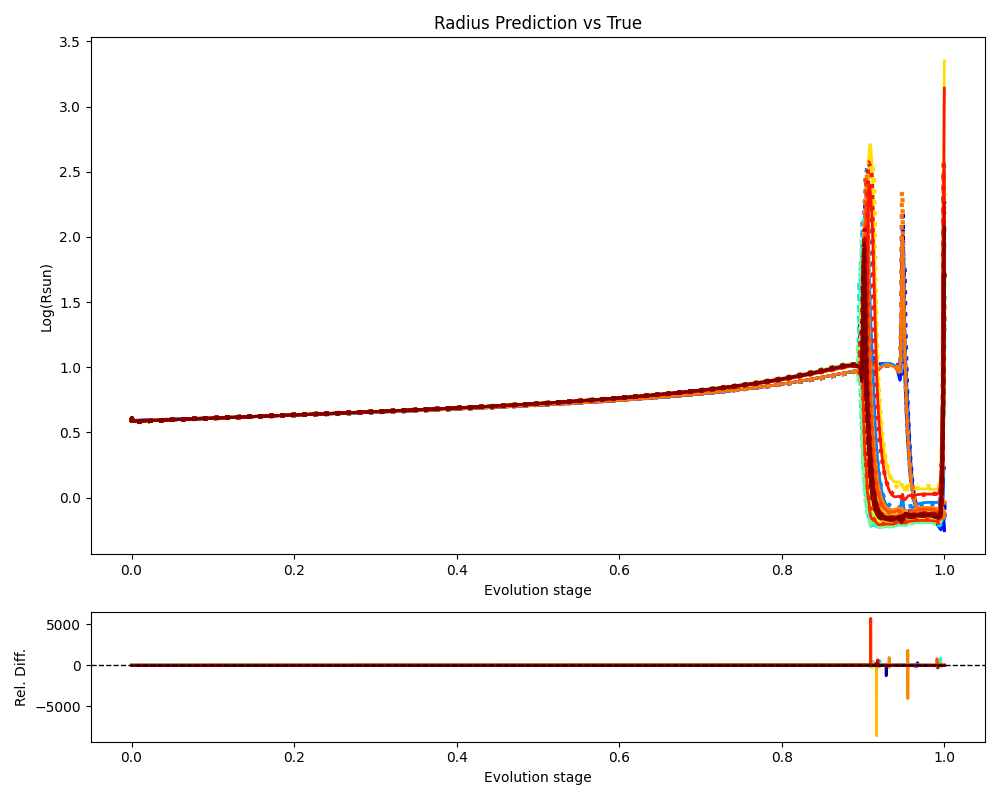 Radius Prediction vs True
Log(Rsun)
3.5
3.0
2.5
2.0
1.5
1.0
0.5
0.0
0.0 0.2 0.4 0.6 0.8 1.0
Evolution stage
Rel. Diff.
5000
0
−5000
0.0 0.2 0.4 0.6 0.8 1.0
Evolution stage